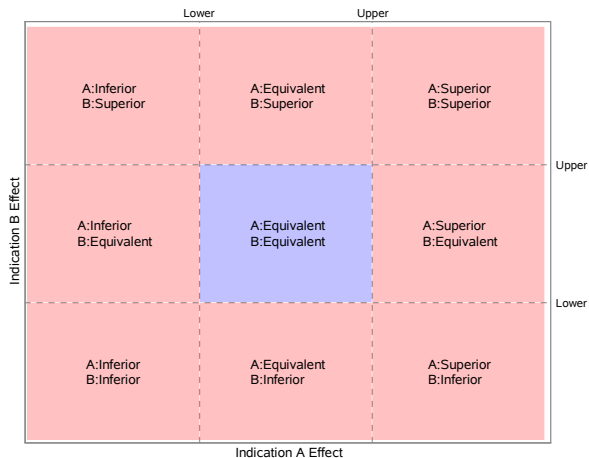 Lower
Upper
A:Inferior
B:Superior
A:Equivalent
B:Superior
A:Superior
B:Superior
Upper
A:Inferior
B:Equivalent
A:Equivalent
B:Equivalent
A:Superior
B:Equivalent
Indication B Effect
Lower
A:Inferior
B:Inferior
A:Equivalent
B:Inferior
A:Superior
B:Inferior
Indication A Effect